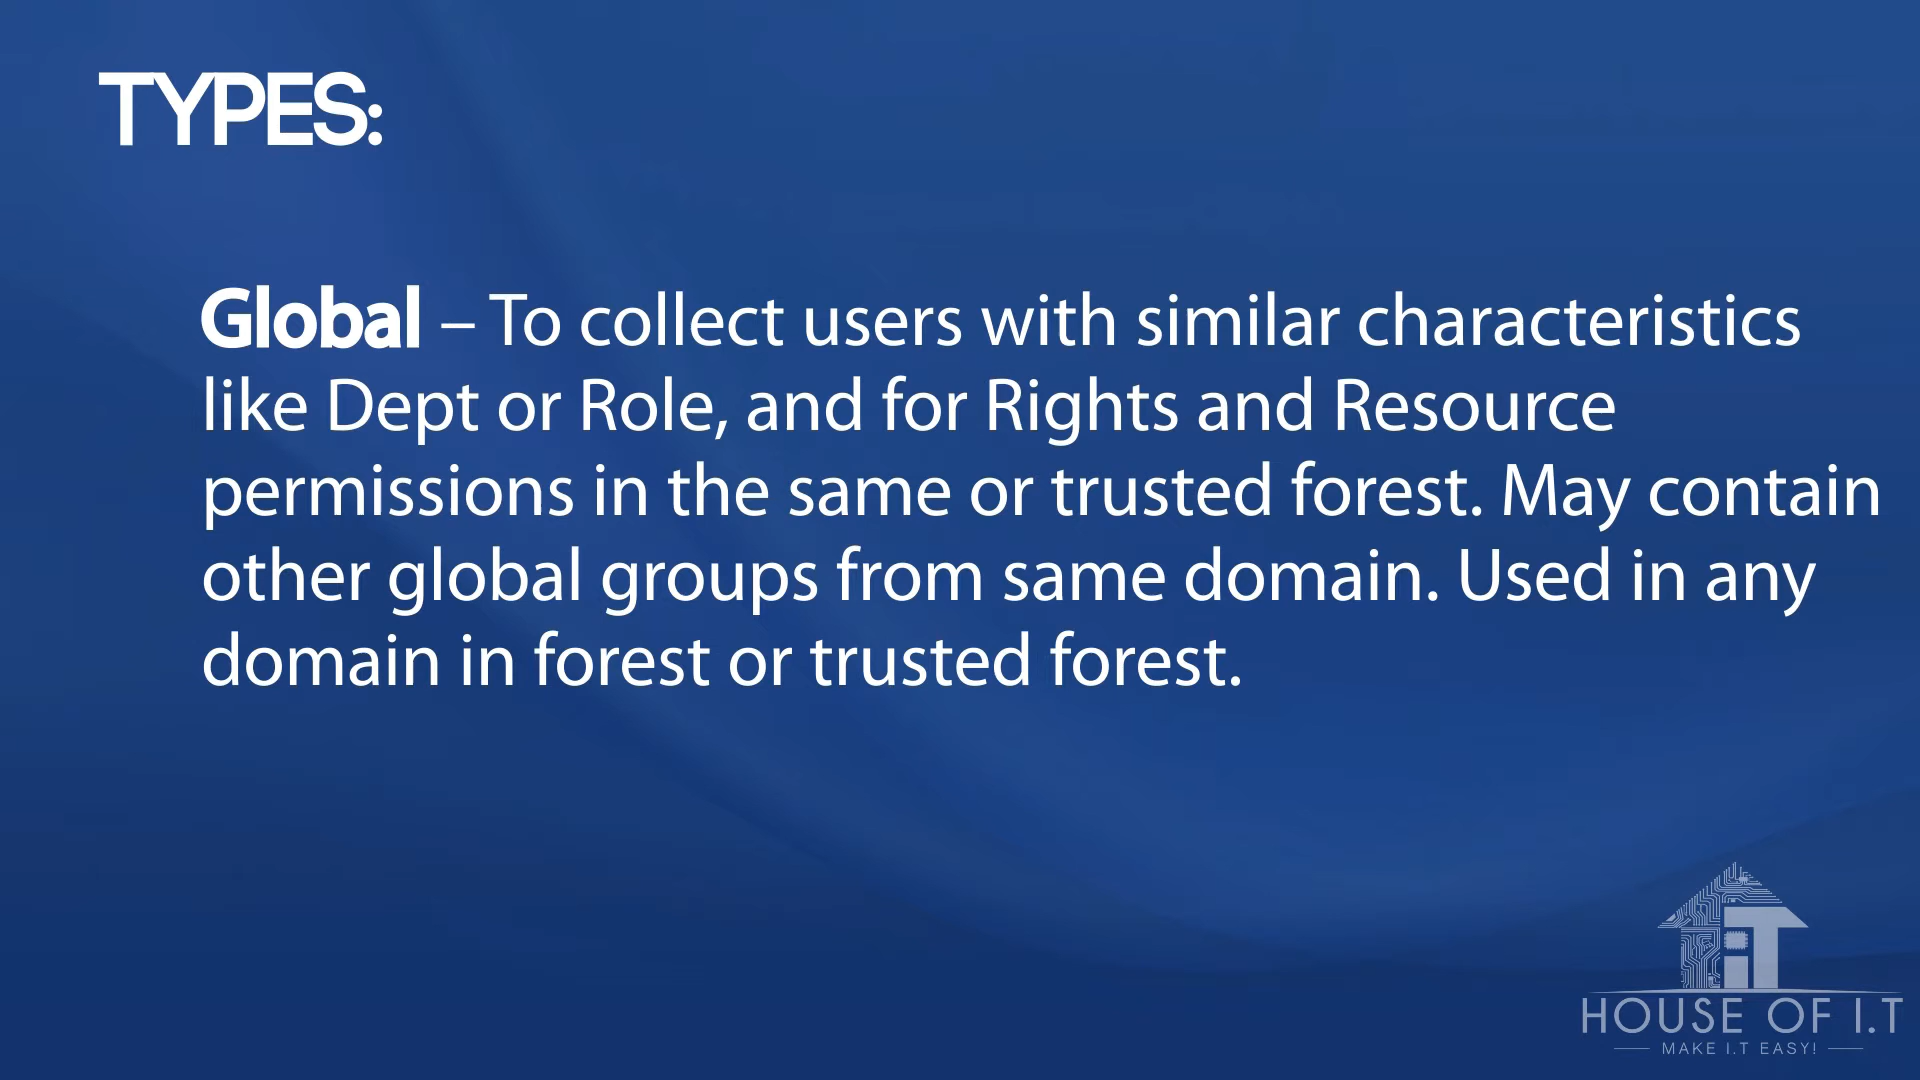 TYPES:
Global – To collect users with similar characteristics
like Dept or Role, and for Rights and Resource
permissions in the same or trusted forest. May contain
other global groups from same domain. Used in any
domain in forest or trusted forest.
iT
HOUSE OF I.T
MAKE I.T EASY!